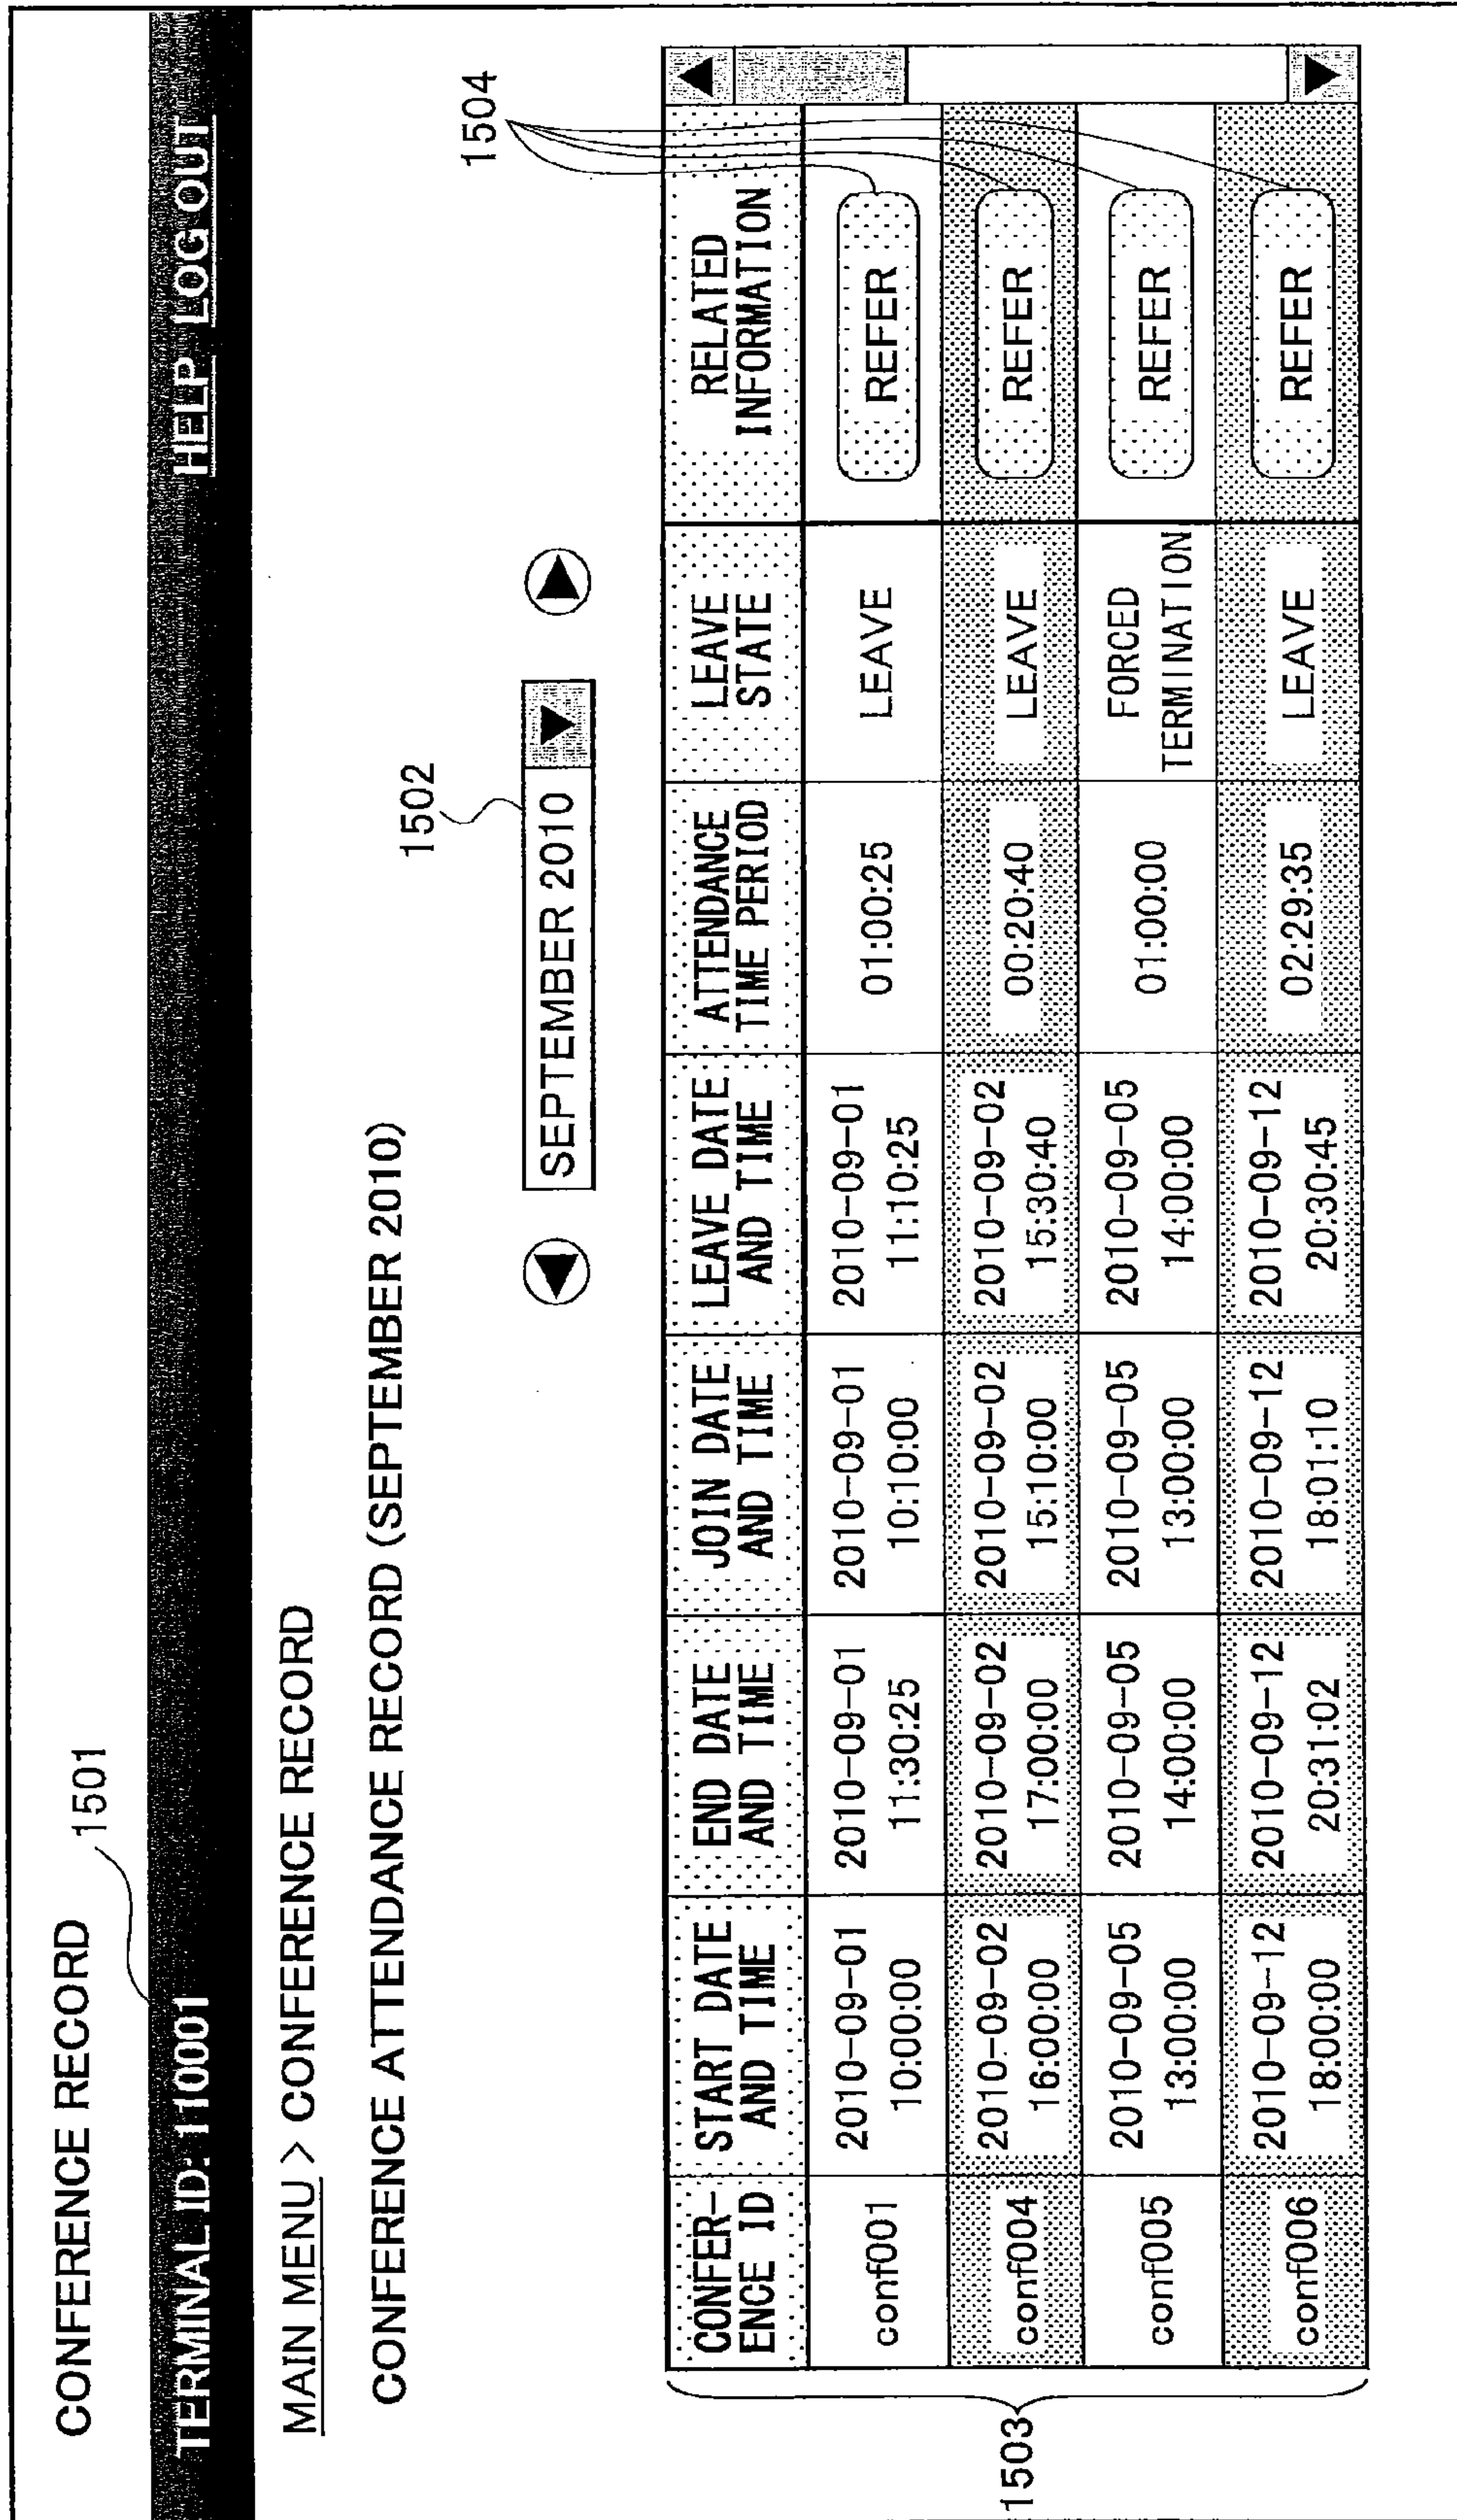 CONFERENCE RECORD
1501
TERMINAL ID: 110001 HELP LOG OUT
MAIN MENU > CONFERENCE RECORD
CONFERENCE ATTENDANCE RECORD (SEPTEMBER 2010)
1502
1504
SEPTEMBER 2010
CONFER- START DATE END DATE JOIN DATE LEAVE DATE ATTENDANCE LEAVE RELATED
ENCE ID AND TIME AND TIME AND TIME AND TIME TIME PERIOD STATE INFORMATION
2010-09-01 2010-09-01 2010-09-01 2010-09-01
conf001 10:00:00 11:30:25 10:10:00 11:10:25 01:00:25 LEAVE REFER
2010-09-02 2010-09-02 2010-09-02 2010-09-02
conf004 16:00:00 17:00:00 15:10:00 15:30:40 00:20:40 LEAVE REFER
2010-09-05 2010-09-05 2010-09-05 2010-09-05 FORCED
conf005 13:00:00 14:00:00 13:00:00 14:00:00 01:00:00 TERMINATION REFER
2010-09-12 2010-09-12 2010-09-12 2010-09-12
conf006 18:00:00 20:31:02 18:01:10 20:30:45 02:29:35 LEAVE REFER
1503